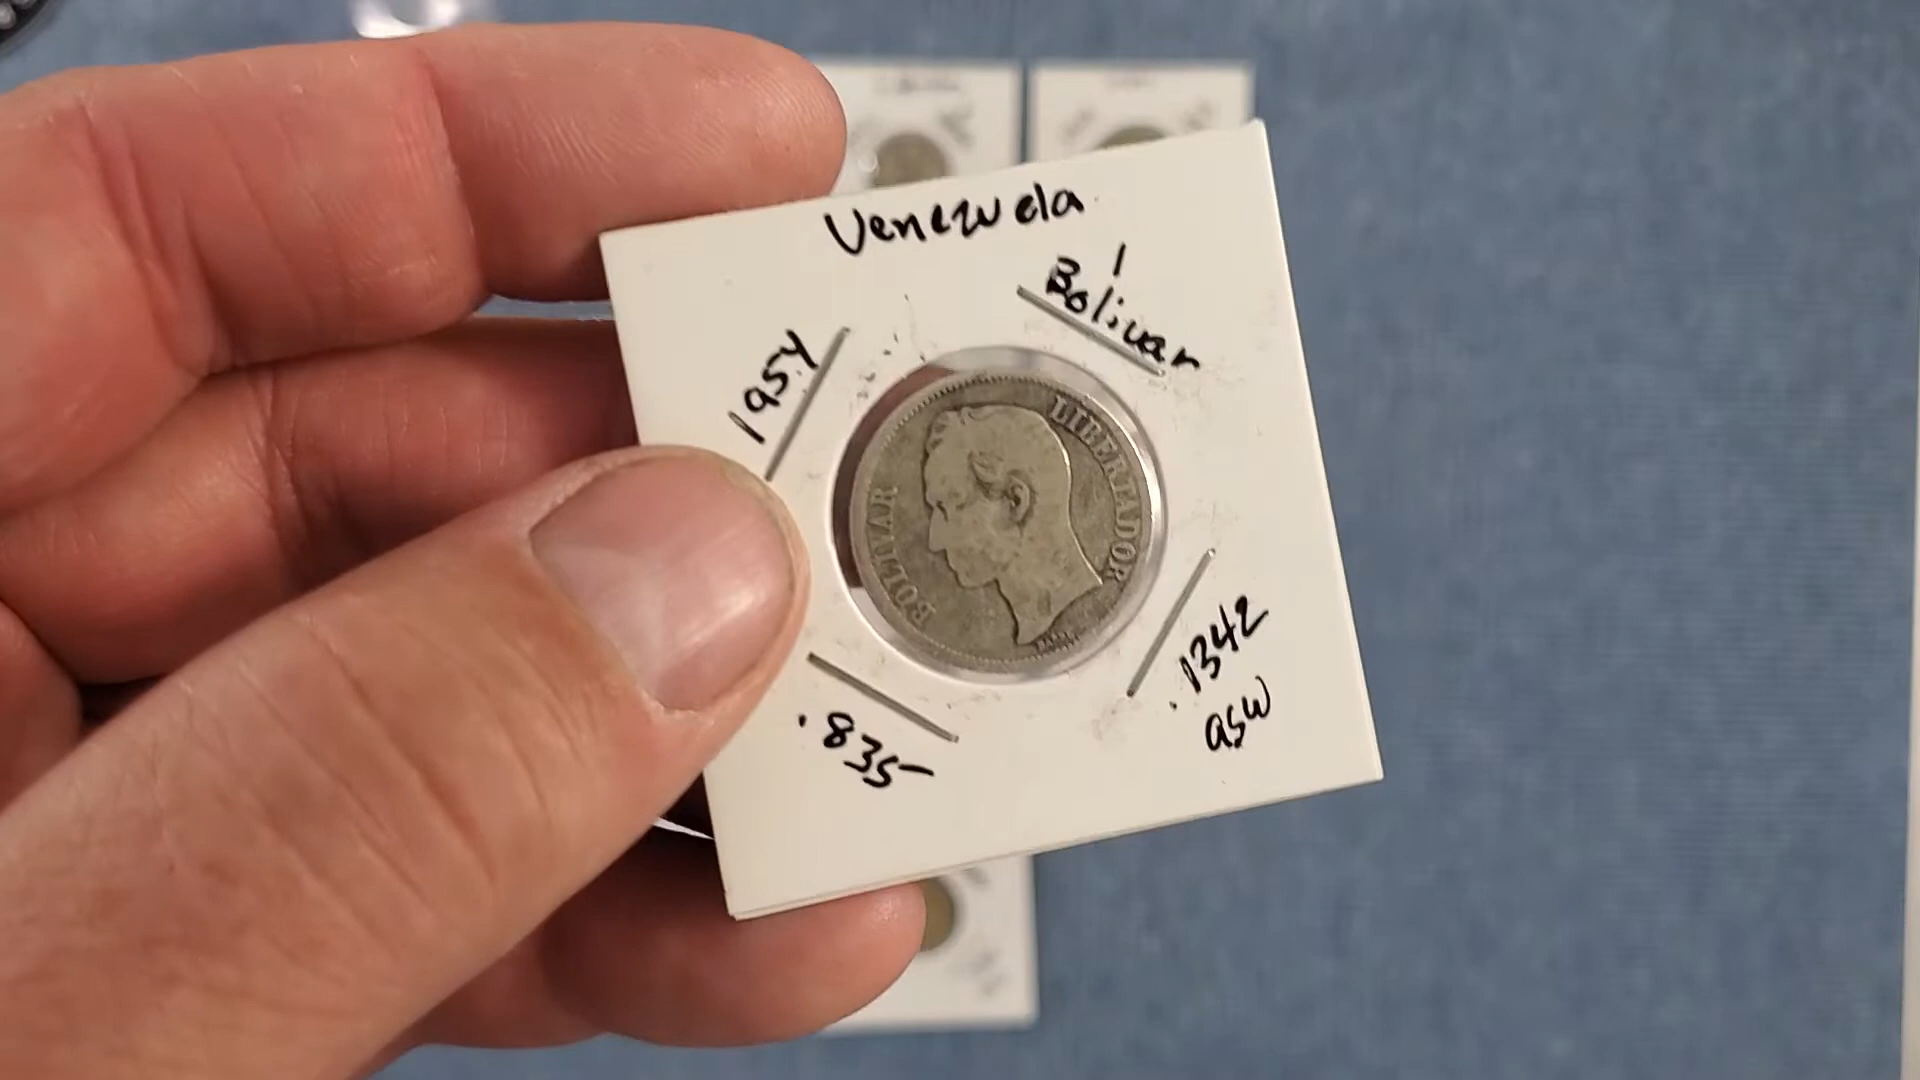 Venezuela
1
Bolivar
1954
BOLIVAR
LIBERTADOR
.1342
asw
.835